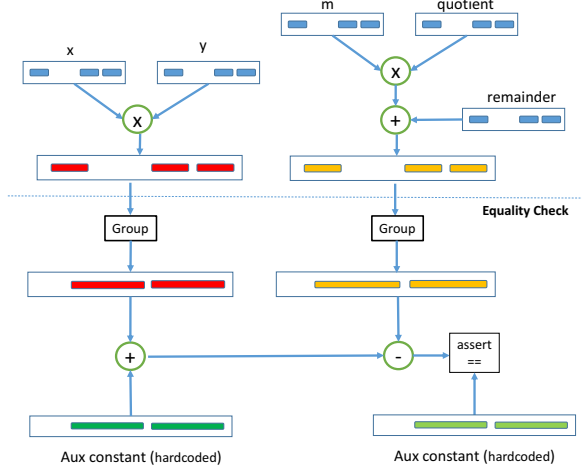 m
quotient
x
y
x
x
remainder
+
Equality Check
Group
Group
+
-
assert
==
Aux constant (hardcoded)
Aux constant (hardcoded)